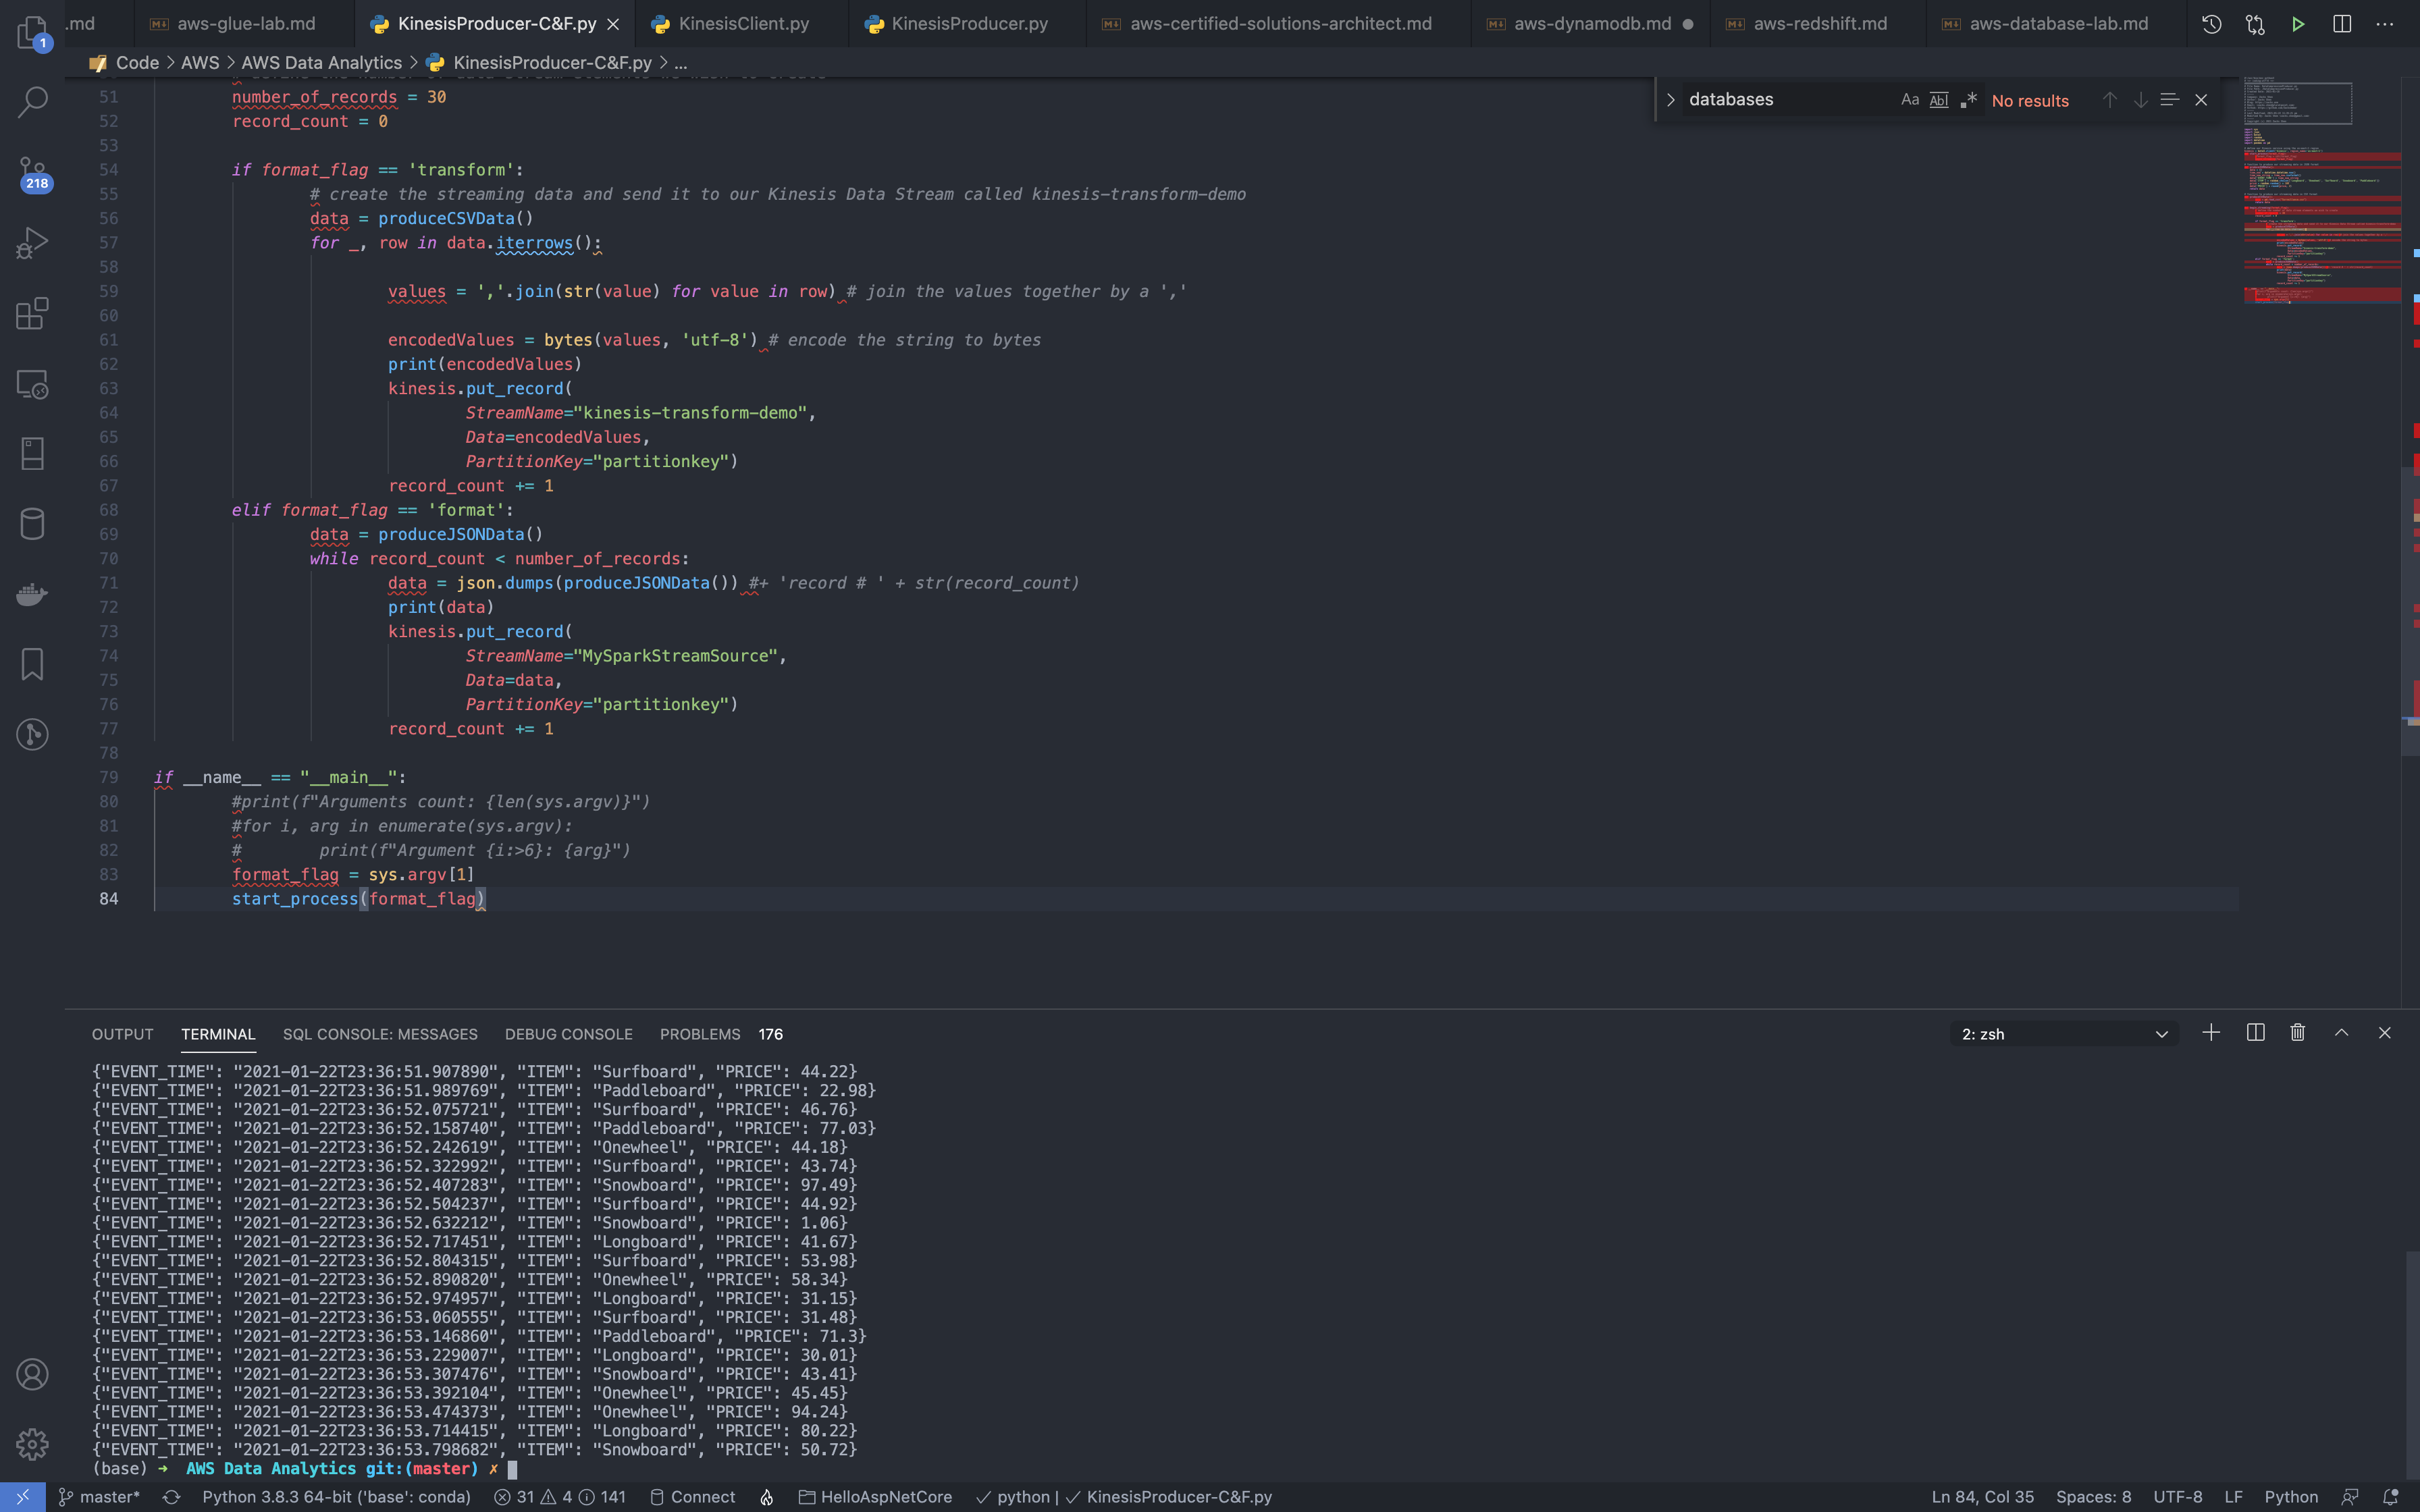 .md aws-glue-lab.md KinesisProducer-C&F.py KinesisClient.py KinesisProducer.py aws-certified-solutions-architect.md aws-dynamodb.md aws-redshift.md aws-database-lab.md
Code > AWS > AWS Data Analytics > KinesisProducer-C&F.py > ...
databases Aa Abl .* No results
51 number_of_records = 30
52 record_count = 0
53
54 if format_flag == 'transform':
55 # create the streaming data and send it to our Kinesis Data Stream called kinesis-transform-demo
56 data = produceCSVData()
57 for _, row in data.iterrows():
58
59 values = ','.join(str(value) for value in row) # join the values together by a ','
60
61 encodedValues = bytes(values, 'utf-8') # encode the string to bytes
62 print(encodedValues)
63 kinesis.put_record(
64 StreamName="kinesis-transform-demo",
65 Data=encodedValues,
66 PartitionKey="partitionkey")
67 record_count += 1
68 elif format_flag == 'format':
69 data = produceJSONData()
70 while record_count < number_of_records:
71 data = json.dumps(produceJSONData()) #+ 'record # ' + str(record_count)
72 print(data)
73 kinesis.put_record(
74 StreamName="MySparkStreamSource",
75 Data=data,
76 PartitionKey="partitionkey")
77 record_count += 1
78
79 if __name__ == "__main__":
80 #print(f"Arguments count: {len(sys.argv)}")
81 #for i, arg in enumerate(sys.argv):
82 # print(f"Argument {i:>6}: {arg}")
83 format_flag = sys.argv[1]
84 start_process(format_flag)
1
218
OUTPUT TERMINAL SQL CONSOLE: MESSAGES DEBUG CONSOLE PROBLEMS 176 2: zsh
{"EVENT_TIME": "2021-01-22T23:36:51.907890", "ITEM": "Surfboard", "PRICE": 44.22}
{"EVENT_TIME": "2021-01-22T23:36:51.989769", "ITEM": "Paddleboard", "PRICE": 22.98}
{"EVENT_TIME": "2021-01-22T23:36:52.075721", "ITEM": "Surfboard", "PRICE": 46.76}
{"EVENT_TIME": "2021-01-22T23:36:52.158740", "ITEM": "Paddleboard", "PRICE": 77.03}
{"EVENT_TIME": "2021-01-22T23:36:52.242619", "ITEM": "Onewheel", "PRICE": 44.18}
{"EVENT_TIME": "2021-01-22T23:36:52.322992", "ITEM": "Surfboard", "PRICE": 43.74}
{"EVENT_TIME": "2021-01-22T23:36:52.407283", "ITEM": "Snowboard", "PRICE": 97.49}
{"EVENT_TIME": "2021-01-22T23:36:52.504237", "ITEM": "Surfboard", "PRICE": 44.92}
{"EVENT_TIME": "2021-01-22T23:36:52.632212", "ITEM": "Snowboard", "PRICE": 1.06}
{"EVENT_TIME": "2021-01-22T23:36:52.717451", "ITEM": "Longboard", "PRICE": 41.67}
{"EVENT_TIME": "2021-01-22T23:36:52.804315", "ITEM": "Surfboard", "PRICE": 53.98}
{"EVENT_TIME": "2021-01-22T23:36:52.890820", "ITEM": "Onewheel", "PRICE": 58.34}
{"EVENT_TIME": "2021-01-22T23:36:52.974957", "ITEM": "Longboard", "PRICE": 31.15}
{"EVENT_TIME": "2021-01-22T23:36:53.060555", "ITEM": "Surfboard", "PRICE": 31.48}
{"EVENT_TIME": "2021-01-22T23:36:53.146860", "ITEM": "Paddleboard", "PRICE": 71.3}
{"EVENT_TIME": "2021-01-22T23:36:53.229007", "ITEM": "Longboard", "PRICE": 30.01}
{"EVENT_TIME": "2021-01-22T23:36:53.307476", "ITEM": "Snowboard", "PRICE": 43.41}
{"EVENT_TIME": "2021-01-22T23:36:53.392104", "ITEM": "Onewheel", "PRICE": 45.45}
{"EVENT_TIME": "2021-01-22T23:36:53.474373", "ITEM": "Onewheel", "PRICE": 94.24}
{"EVENT_TIME": "2021-01-22T23:36:53.714415", "ITEM": "Longboard", "PRICE": 80.22}
{"EVENT_TIME": "2021-01-22T23:36:53.798682", "ITEM": "Snowboard", "PRICE": 50.72}
(base) → AWS Data Analytics git:(master) ✗
master* Python 3.8.3 64-bit ('base': conda) 31 4 141 Connect HelloAspNetCore ✓ python | ✓ KinesisProducer-C&F.py Ln 84, Col 35 Spaces: 8 UTF-8 LF Python